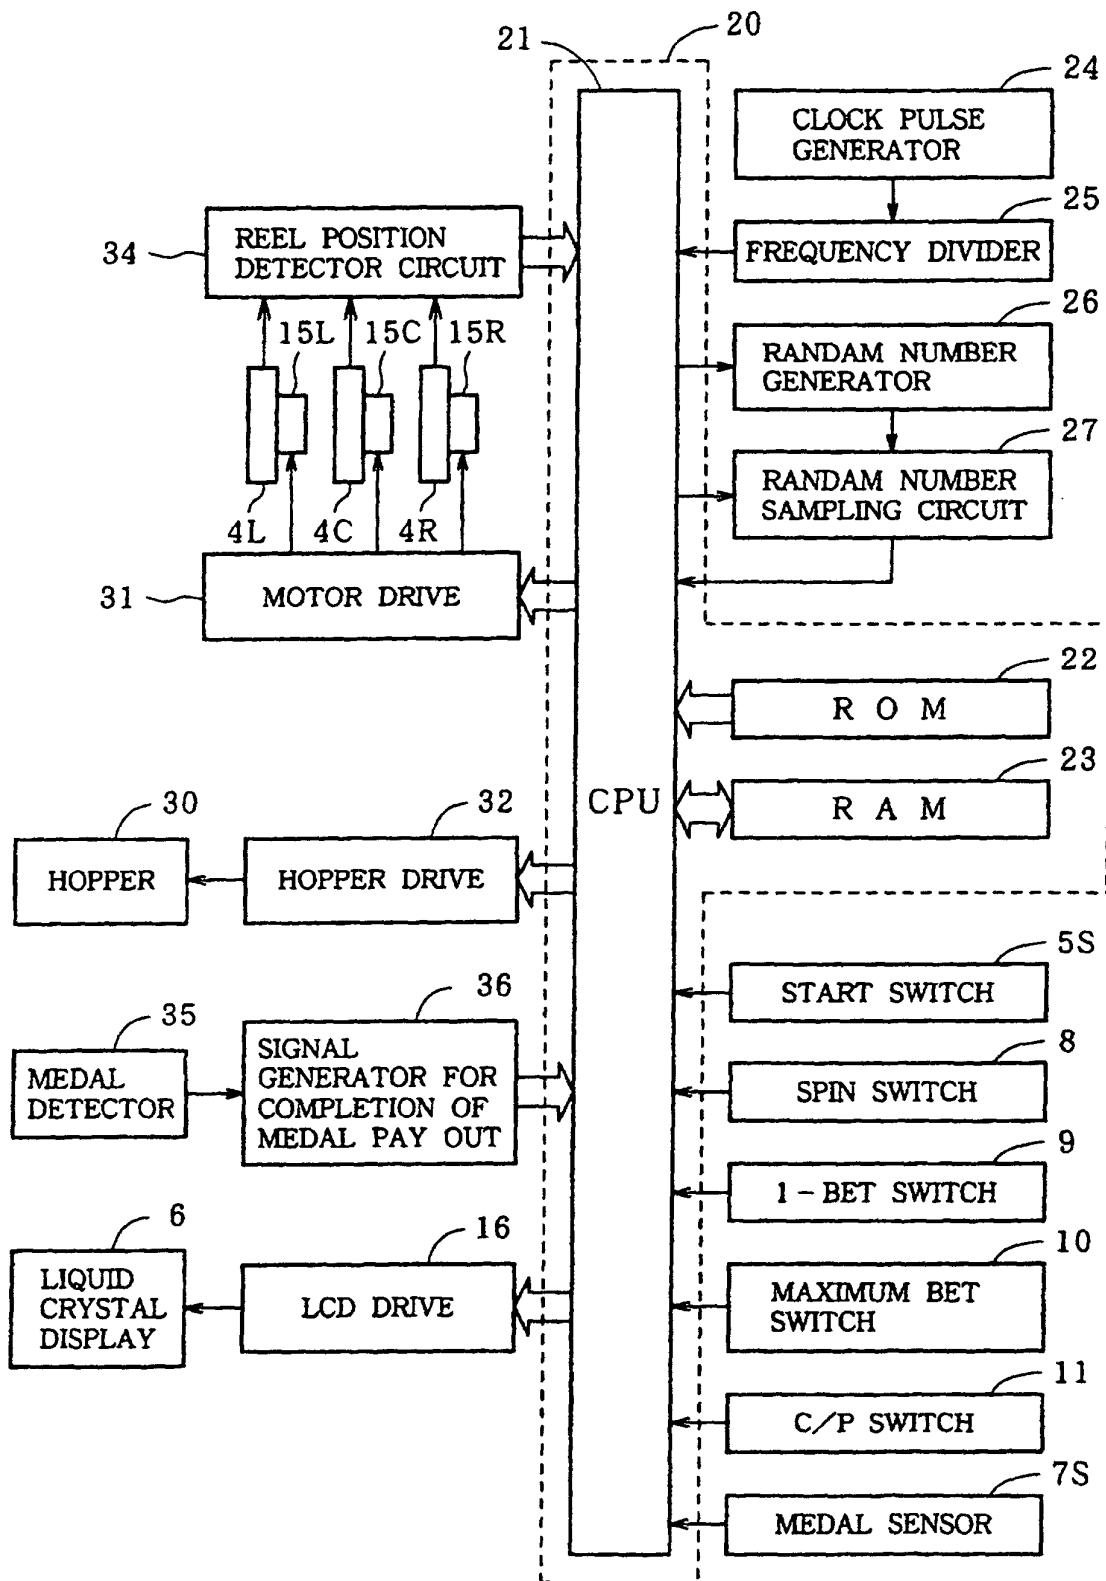 20
21
24
CLOCK PULSE
GENERATOR
25
FREQUENCY DIVIDER
34
REEL POSITION
DETECTOR CIRCUIT
26
RANDAM NUMBER
GENERATOR
15L 15C 15R
27
RANDAM NUMBER
SAMPLING CIRCUIT
4L 4C 4R
31
MOTOR DRIVE
22
R O M
23
R A M
CPU
30
HOPPER
32
HOPPER DRIVE
5S
START SWITCH
35
MEDAL
DETECTOR
36
SIGNAL
GENERATOR FOR
COMPLETION OF
MEDAL PAY OUT
8
SPIN SWITCH
9
1-BET SWITCH
6
LIQUID
CRYSTAL
DISPLAY
16
LCD DRIVE
10
MAXIMUM BET
SWITCH
11
C/P SWITCH
7S
MEDAL SENSOR